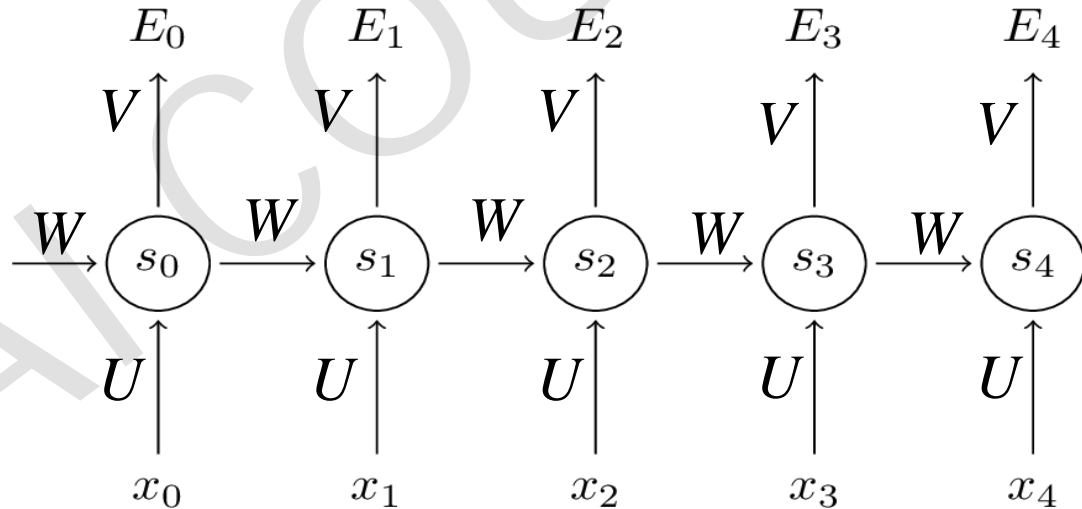 E₀ E₁ E₂ E₃ E₄
V V V V V
W W W W W
s₀ s₁ s₂ s₃ s₄
U U U U U
x₀ x₁ x₂ x₃ x₄